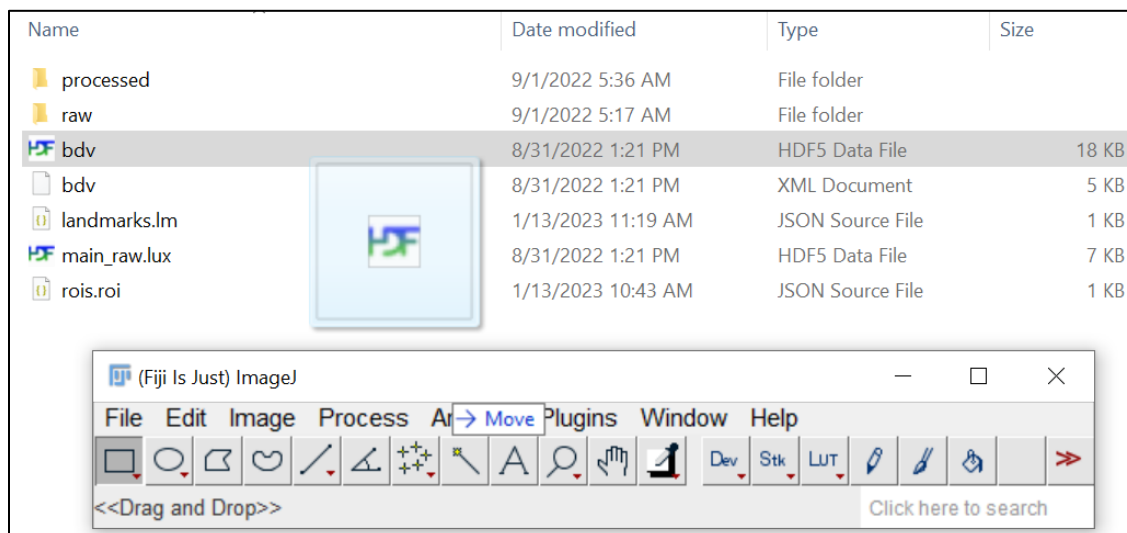 Name Date modified Type Size
processed 9/1/2022 5:36 AM File folder
raw 9/1/2022 5:17 AM File folder
HDF bdv 8/31/2022 1:21 PM HDF5 Data File 18 KB
bdv 8/31/2022 1:21 PM XML Document 5 KB
landmarks.lm 1/13/2023 11:19 AM JSON Source File 1 KB
HDF main_raw.lux 8/31/2022 1:21 PM HDF5 Data File 7 KB
rois.roi 1/13/2023 10:43 AM JSON Source File 1 KB
HDF
(Fiji Is Just) ImageJ
File Edit Image Process Move Plugins Window Help
A Dev Stk LUT
<<Drag and Drop>> Click here to search